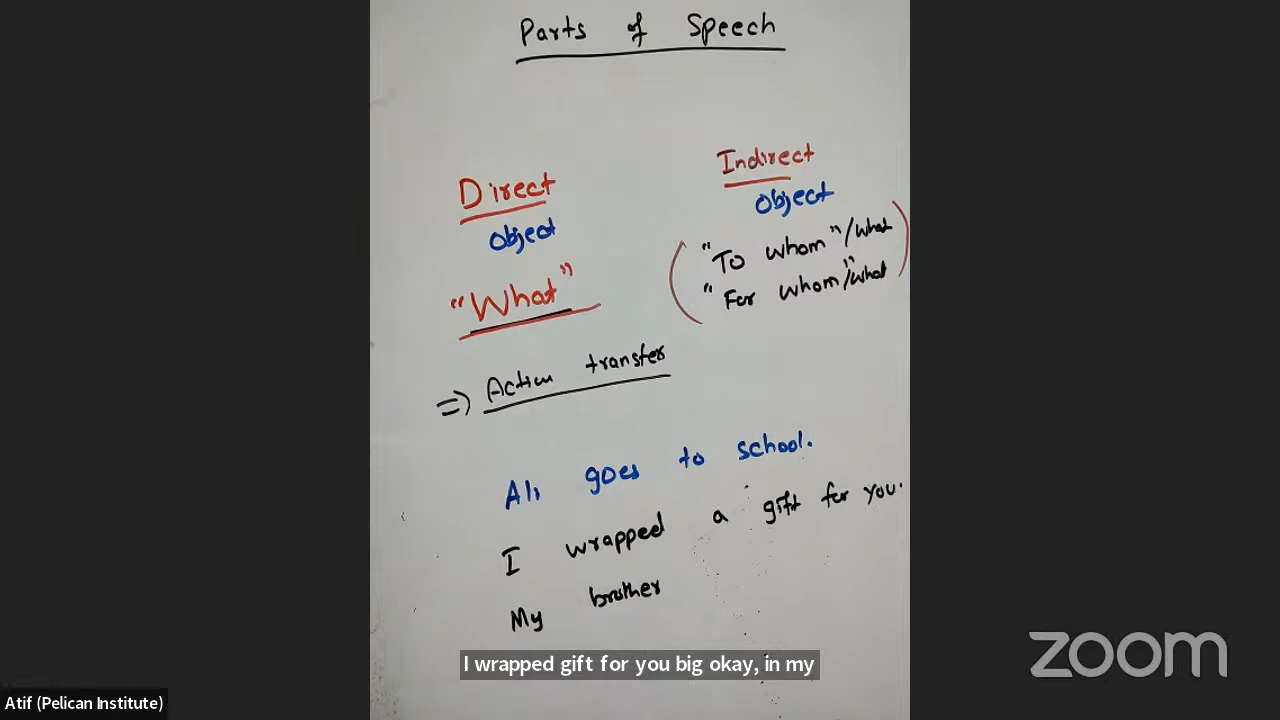 Parts of Speech
Direct
Object
"What"
Indirect
Object
"To whom"/what
"For whom"/what
=> Action transfer
Ali goes to school.
I wrapped a gift for you.
My brother
I wrapped gift for you big okay, in my
zoom
Atif (Pelican Institute)